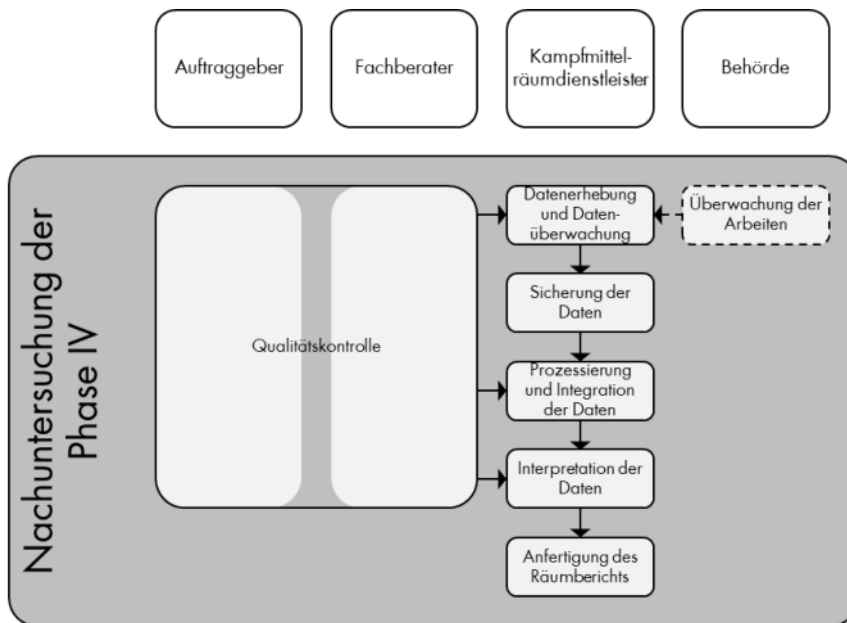 Auftraggeber
Fachberater
Kampfmittel-
räumdienstleister
Behörde
Nachuntersuchung der
Phase IV
Qualitätskontrolle
Datenerhebung
und Daten-
überwachung
Überwachung der
Arbeiten
Sicherung der
Daten
Prozessierung
und Integration
der Daten
Interpretation der
Daten
Anfertigung des
Räumberichts